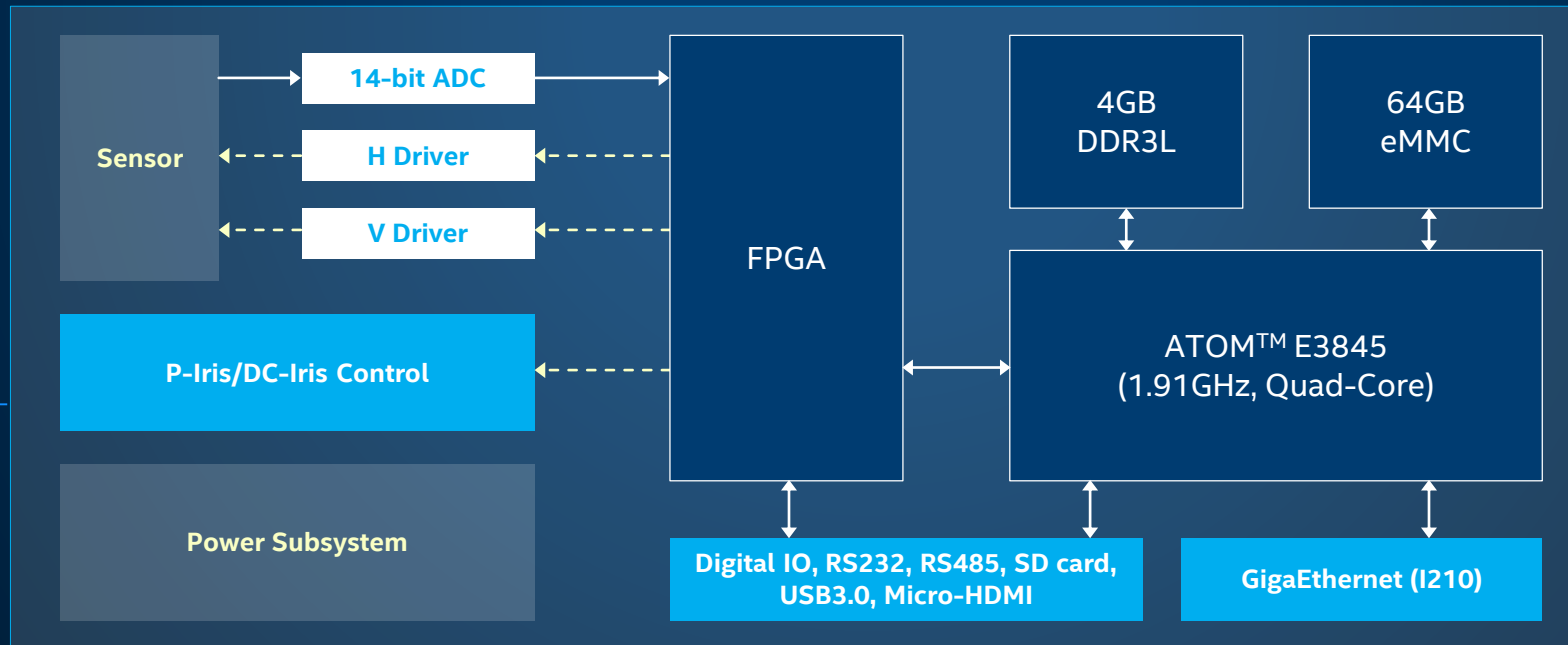 Sensor
14-bit ADC
H Driver
V Driver
P-Iris/DC-Iris Control
Power Subsystem
FPGA
4GB
DDR3L
64GB
eMMC
ATOM™ E3845
(1.91GHz, Quad-Core)
Digital IO, RS232, RS485, SD card,
USB3.0, Micro-HDMI
GigaEthernet (I210)